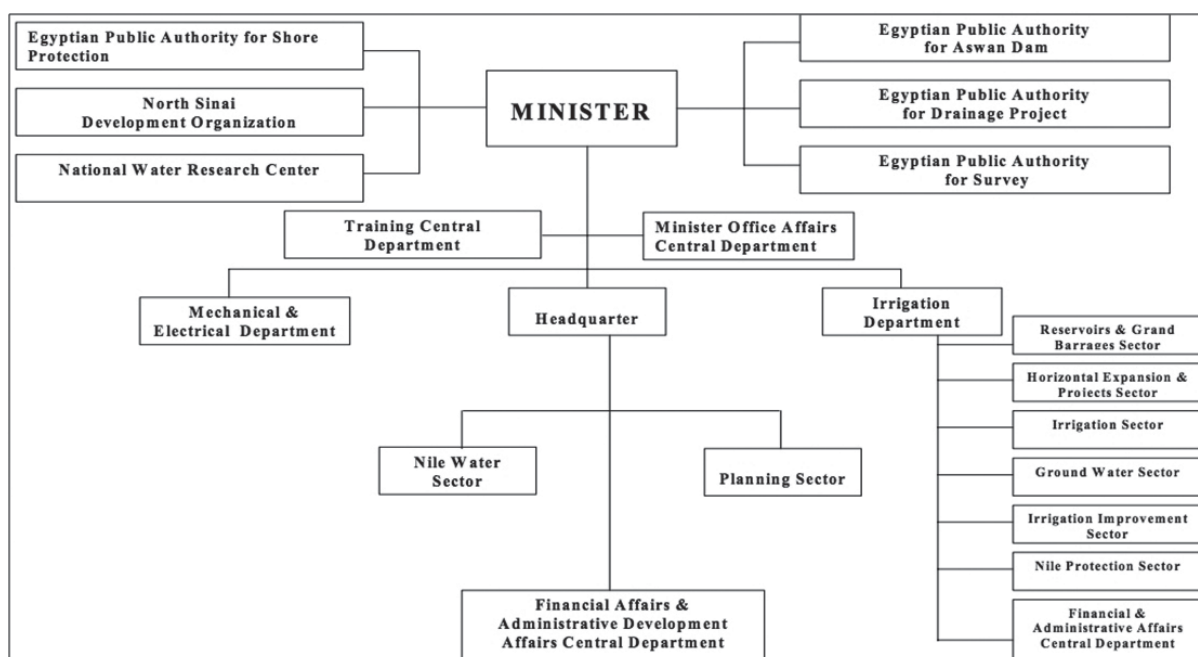 Egyptian Public Authority for Shore
Protection
North Sinai
Development Organization
National Water Research Center
MINISTER
Egyptian Public Authority
for Aswan Dam
Egyptian Public Authority
for Drainage Project
Egyptian Public Authority
for Survey
Training Central
Department
Minister Office Affairs
Central Department
Mechanical &
Electrical Department
Headquarter
Irrigation
Department
Nile Water
Sector
Planning Sector
Financial Affairs &
Administrative Development
Affairs Central Department
Reservoirs & Grand
Barrages Sector
Horizontal Expansion &
Projects Sector
Irrigation Sector
Ground Water Sector
Irrigation Improvement
Sector
Nile Protection Sector
Financial &
Administrative Affairs
Central Department